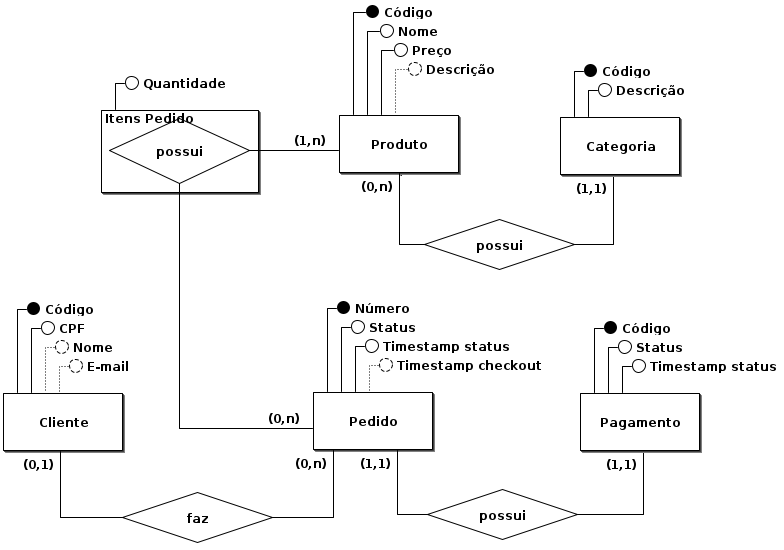 Código
Nome
Preço
Descrição
Produto
(1,n)
(0,n)
Código
Descrição
Categoria
(1,1)
possui
Quantidade
Itens Pedido
possui
Código
CPF
Nome
E-mail
Cliente
(0,1)
Número
Status
Timestamp status
Timestamp checkout
Pedido
(0,n)
(0,n)
(1,1)
Código
Status
Timestamp status
Pagamento
(1,1)
faz
possui